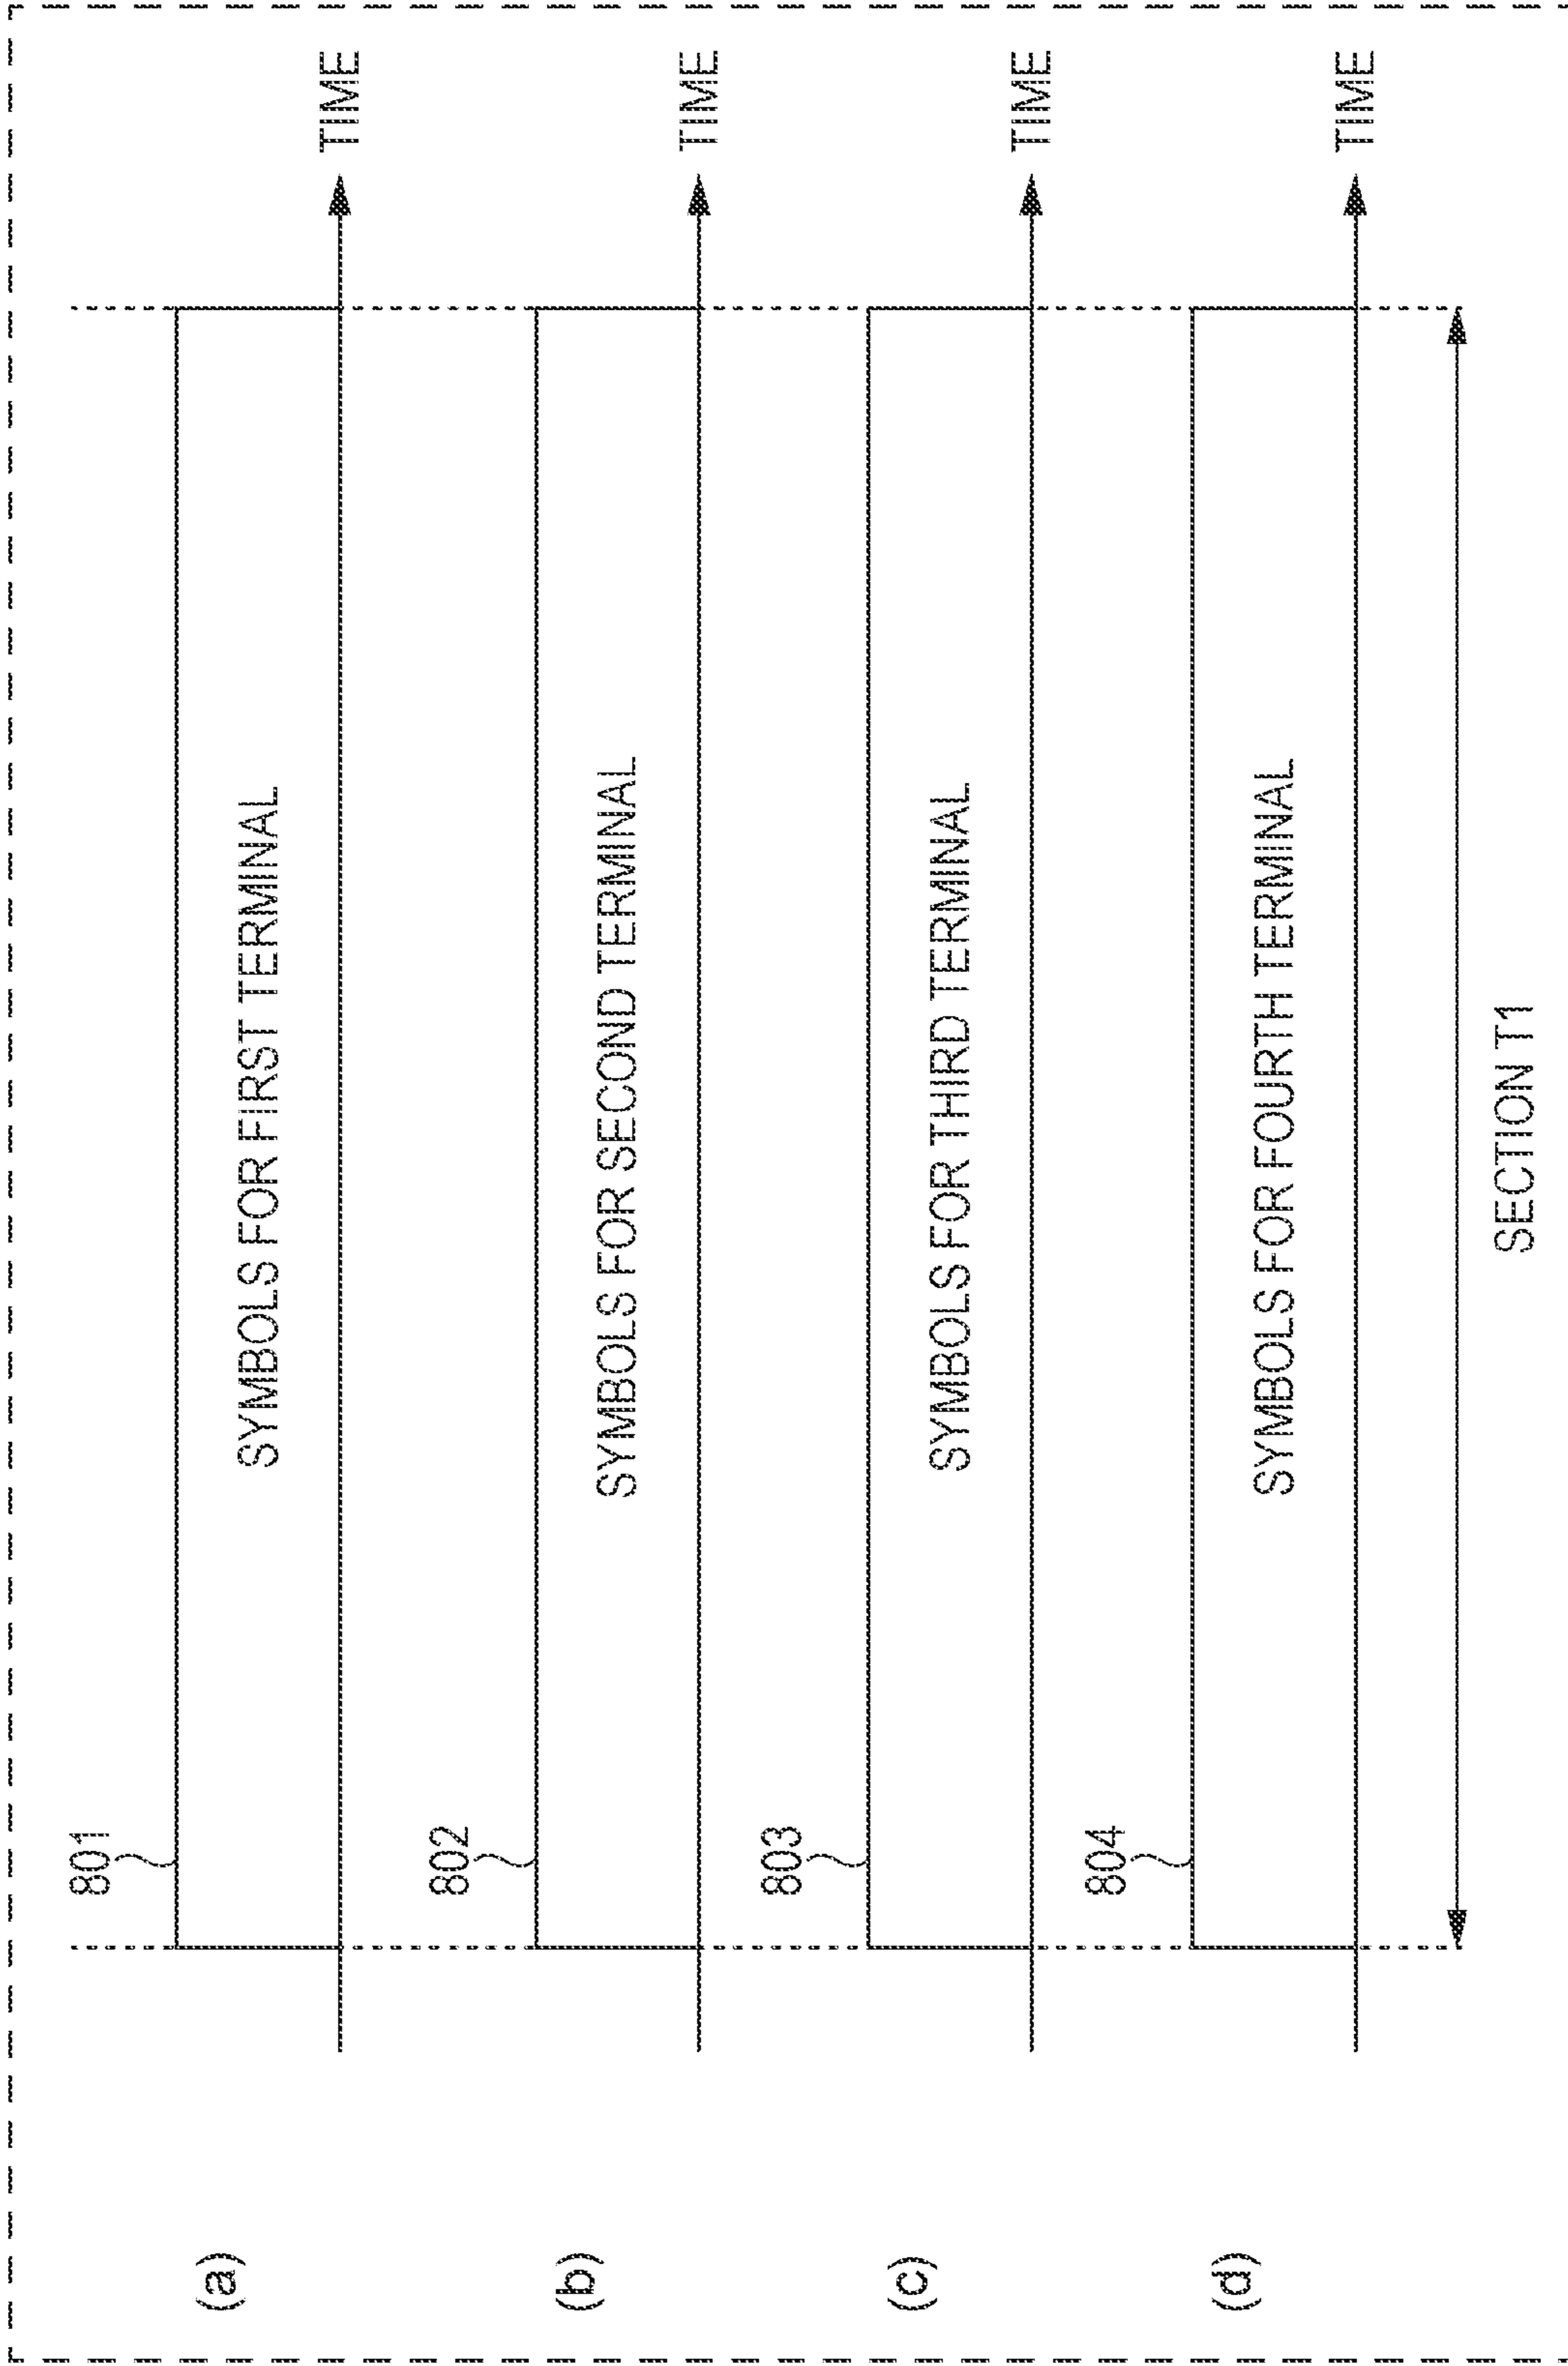 (a)
801
SYMBOLS FOR FIRST TERMINAL
TIME
(b)
802
SYMBOLS FOR SECOND TERMINAL
TIME
(c)
803
SYMBOLS FOR THIRD TERMINAL
TIME
(d)
804
SYMBOLS FOR FOURTH TERMINAL
TIME
SECTION T1